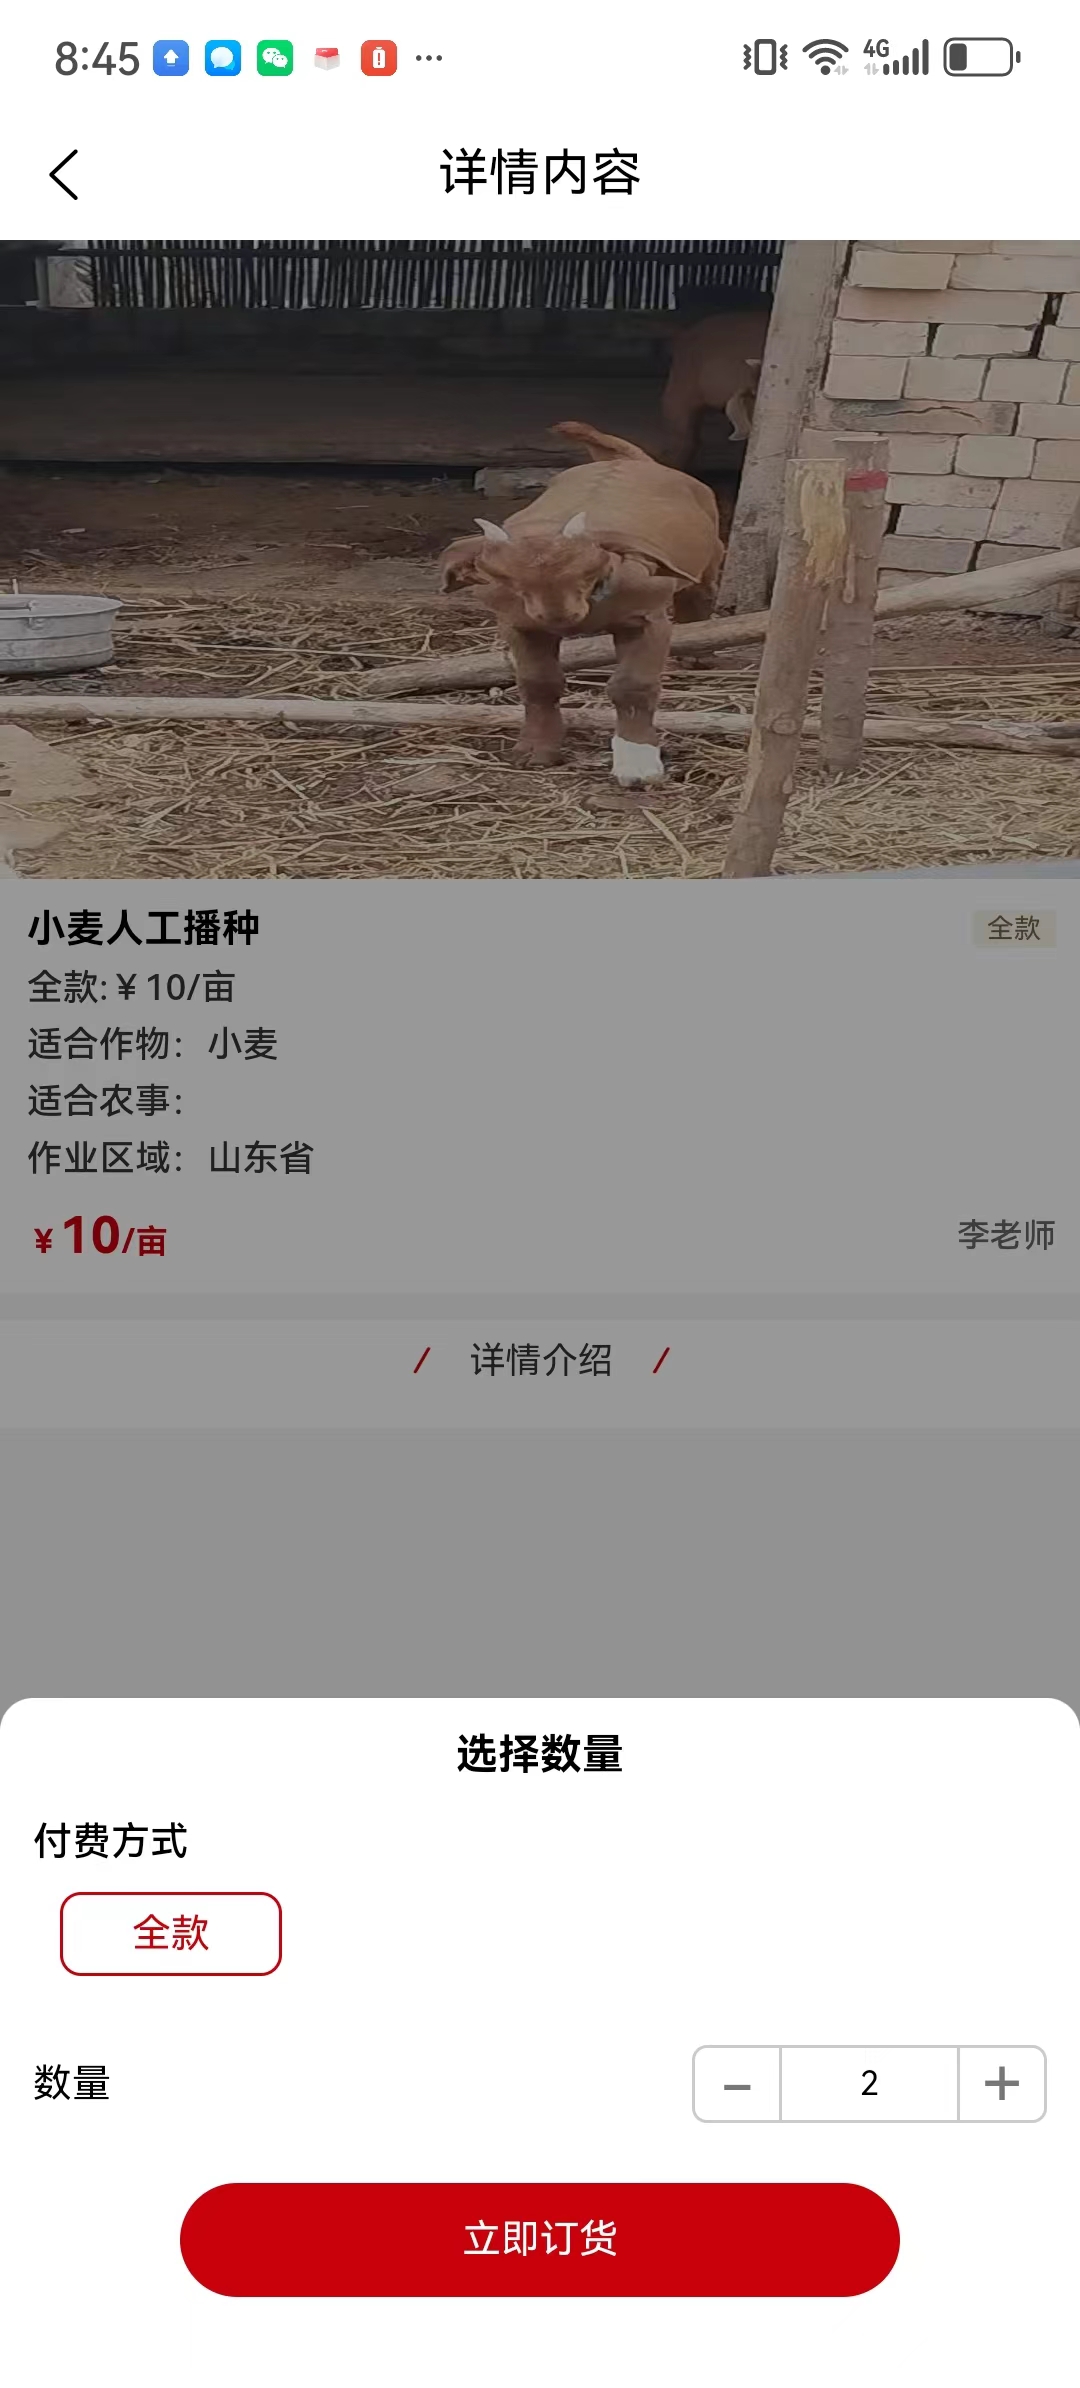 8:45
4G
详情内容
小麦人工播种
全款
全款:￥10/亩
适合作物：小麦
适合农事：
作业区域：山东省
￥10/亩
李老师
/ 详情介绍 /
选择数量
付费方式
全款
数量
− 2 +
立即订货